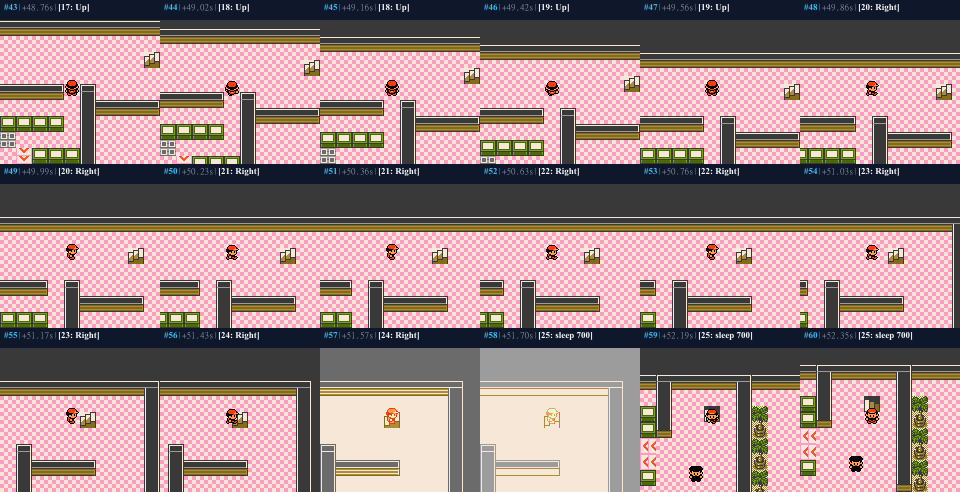 #43|+48.76s| [17: Up]
#44|+49.02s| [18: Up]
#45|+49.16s| [18: Up]
#46|+49.42s| [19: Up]
#47|+49.56s| [19: Up]
#48|+49.86s| [20: Right]
#49|+49.99s| [20: Right]
#50|+50.23s| [21: Right]
#51|+50.36s| [21: Right]
#52|+50.63s| [22: Right]
#53|+50.76s| [22: Right]
#54|+51.03s| [23: Right]
#55|+51.17s| [23: Right]
#56|+51.43s| [24: Right]
#57|+51.57s| [24: Right]
#58|+51.70s| [25: sleep 700]
#59|+52.19s| [25: sleep 700]
#60|+52.35s| [25: sleep 700]